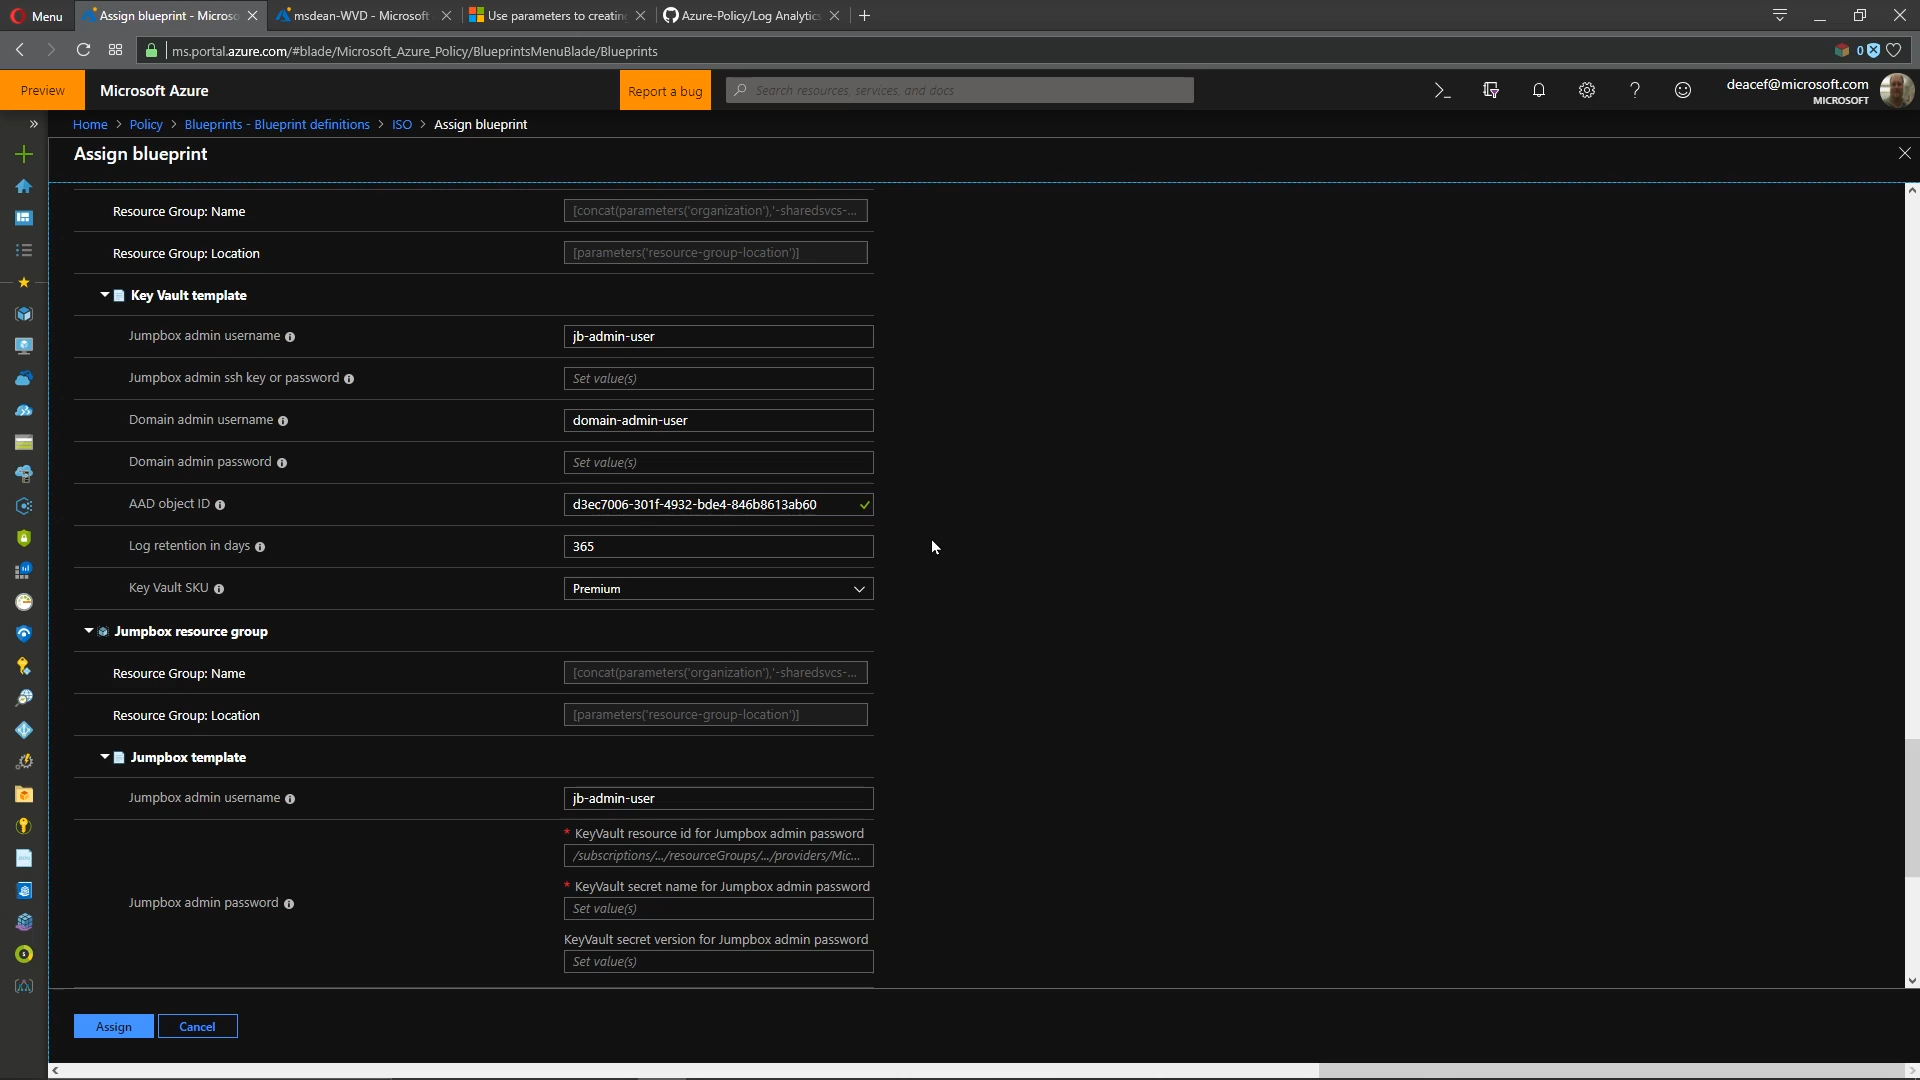 Menu
Assign blueprint - Micros
msdean-WVD - Microsoft
Use parameters to creatin
Azure-Policy/Log Analytic
ms.portal.azure.com/#blade/Microsoft_Azure_Policy/BlueprintsMenuBlade/Blueprints
0
Preview
Microsoft Azure
Report a bug
Search resources, services, and docs
deacef@microsoft.com
MICROSOFT
Home > Policy > Blueprints - Blueprint definitions > ISO > Assign blueprint
Assign blueprint
Resource Group: Name
[concat(parameters('organization'),'-sharedsvcs-...
Resource Group: Location
[parameters('resource-group-location')]
Key Vault template
Jumpbox admin username
jb-admin-user
Jumpbox admin ssh key or password
Set value(s)
Domain admin username
domain-admin-user
Domain admin password
Set value(s)
AAD object ID
d3ec7006-301f-4932-bde4-846b8613ab60
Log retention in days
365
Key Vault SKU
Premium
Jumpbox resource group
Resource Group: Name
[concat(parameters('organization'),'-sharedsvcs-...
Resource Group: Location
[parameters('resource-group-location')]
Jumpbox template
Jumpbox admin username
jb-admin-user
* KeyVault resource id for Jumpbox admin password
/subscriptions/.../resourceGroups/.../providers/Mic...
* KeyVault secret name for Jumpbox admin password
Jumpbox admin password
Set value(s)
KeyVault secret version for Jumpbox admin password
Set value(s)
Assign
Cancel